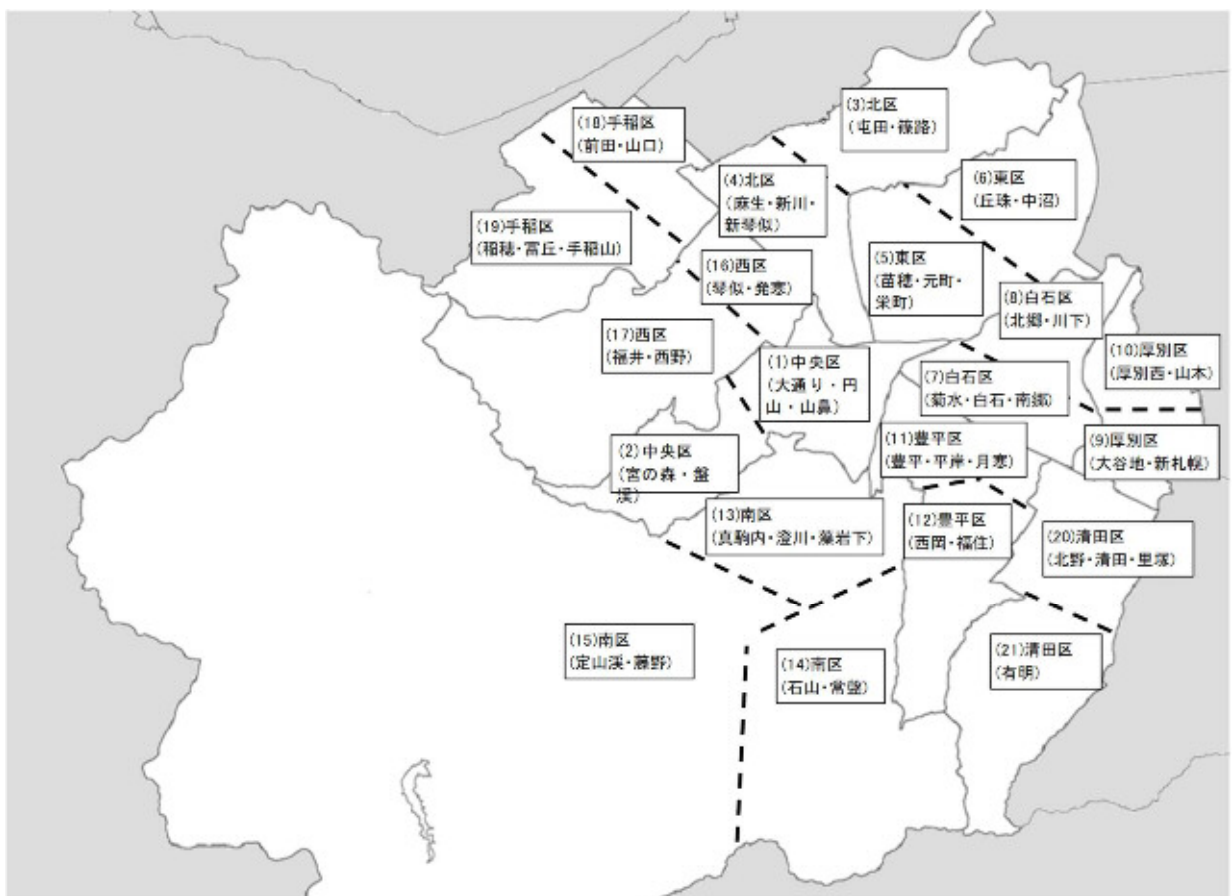 (3)北区
(屯田・篠路)
(18)手稲区
(前田・山口)
(4)北区
(麻生・新川・
新琴似)
(6)東区
(丘珠・中沼)
(19)手稲区
(稲穂・富丘・手稲山)
(16)西区
(琴似・発寒)
(5)東区
(苗穂・元町・
栄町)
(8)白石区
(北郷・川下)
(17)西区
(福井・西野)
(1)中央区
(大通り・円
山・山鼻)
(10)厚別区
(厚別西・山本)
(7)白石区
(菊水・白石・南郷)
(2)中央区
(宮の森・盤
渓)
(11)豊平区
(豊平・平岸・月寒)
(9)厚別区
(大谷地・新札幌)
(13)南区
(真駒内・澄川・藻岩下)
(12)豊平区
(西岡・福住)
(20)清田区
(北野・清田・里塚)
(15)南区
(定山渓・藤野)
(14)南区
(石山・常盤)
(21)清田区
(有明)